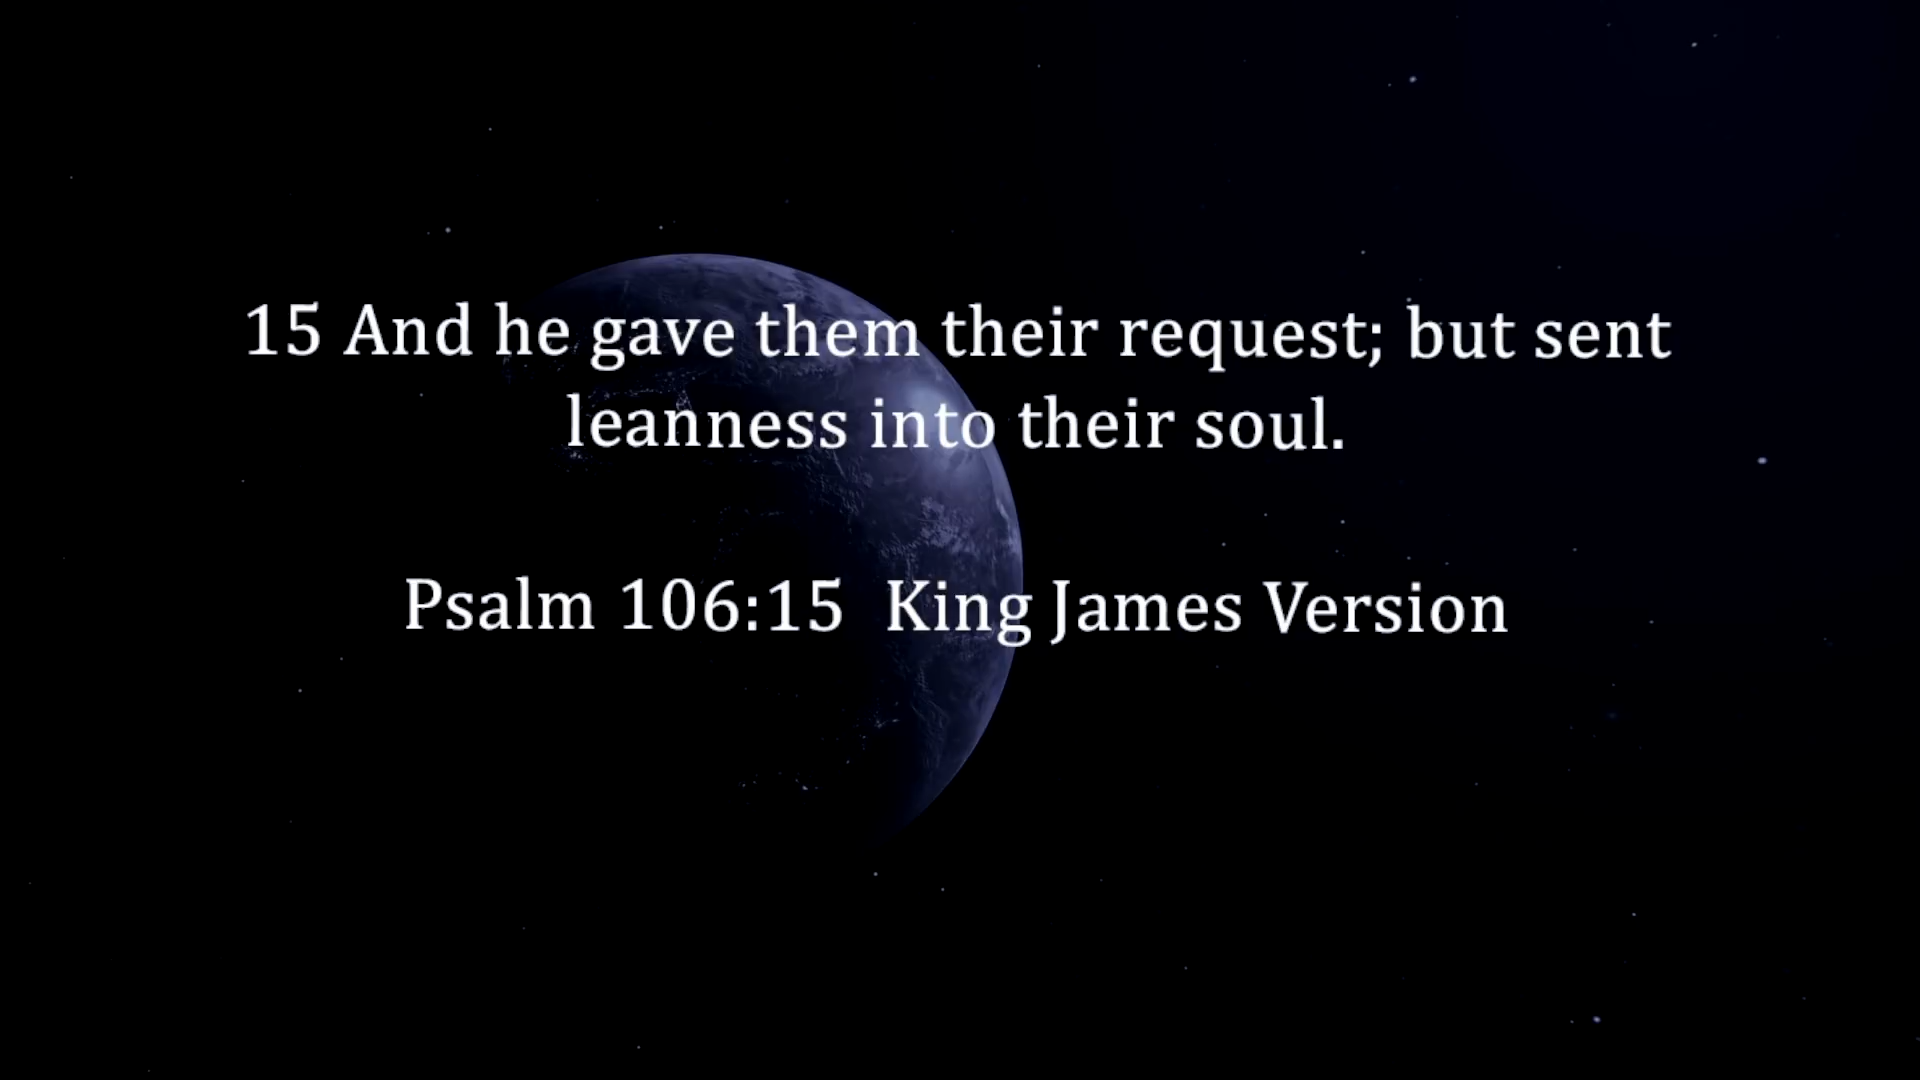 15 And he gave them their request; but sent
leanness into their soul.
Psalm 106:15  King James Version